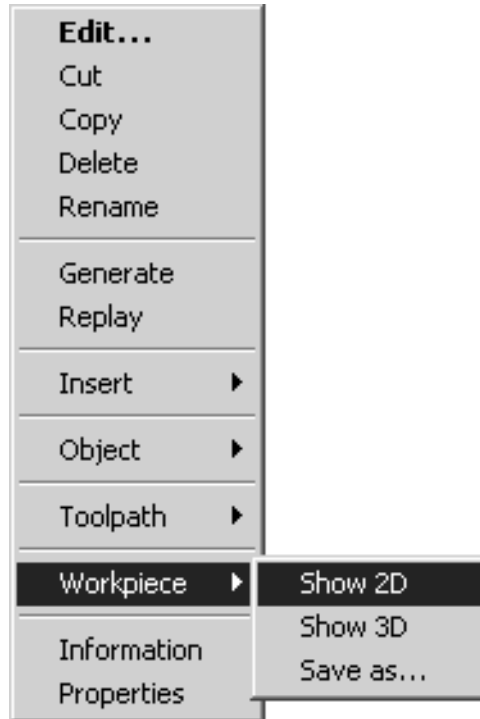 Edit...
Cut
Copy
Delete
Rename
Generate
Replay
Insert
Object
Toolpath
Workpiece
Show 2D
Show 3D
Save as...
Information
Properties